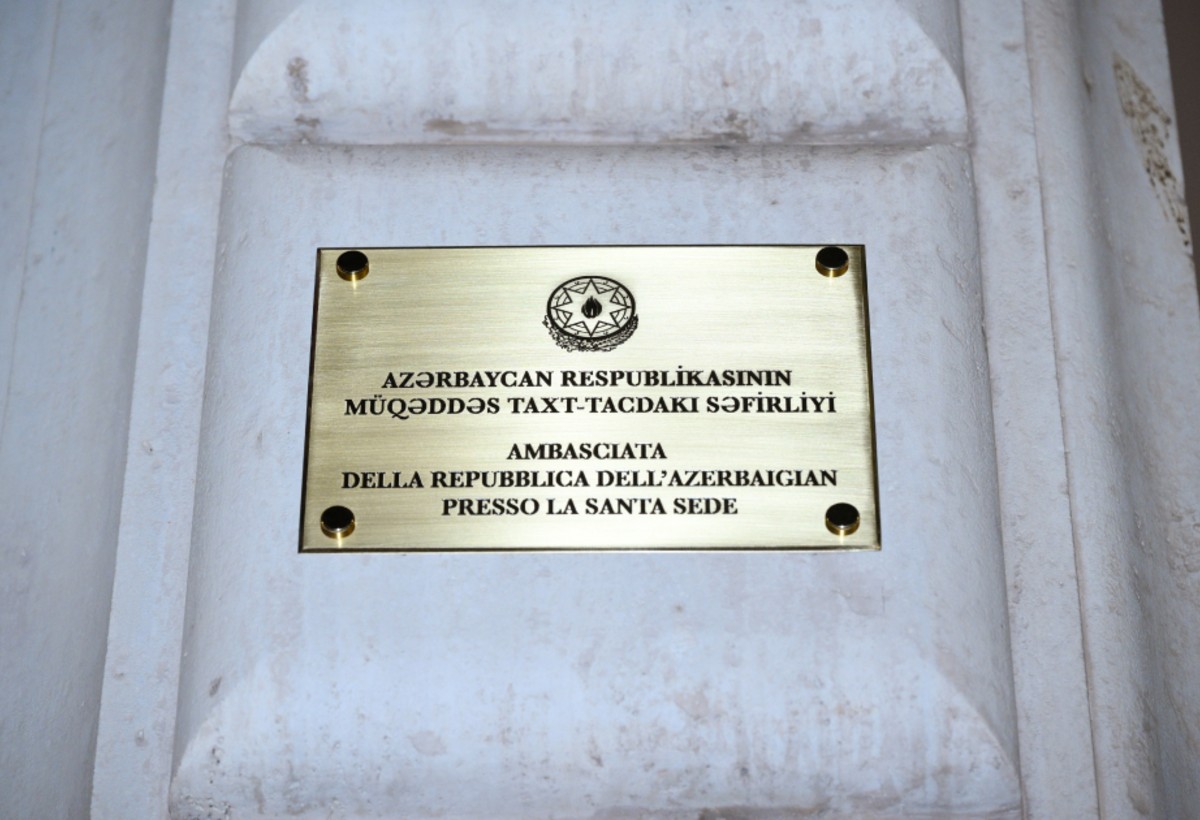 AZƏRBAYCAN RESPUBLİKASININ
MÜQƏDDƏS TAXT-TACDAKI SƏFİRLİYİ
AMBASCIATA
DELLA REPUBBLICA DELL'AZERBAIGIAN
PRESSO LA SANTA SEDE